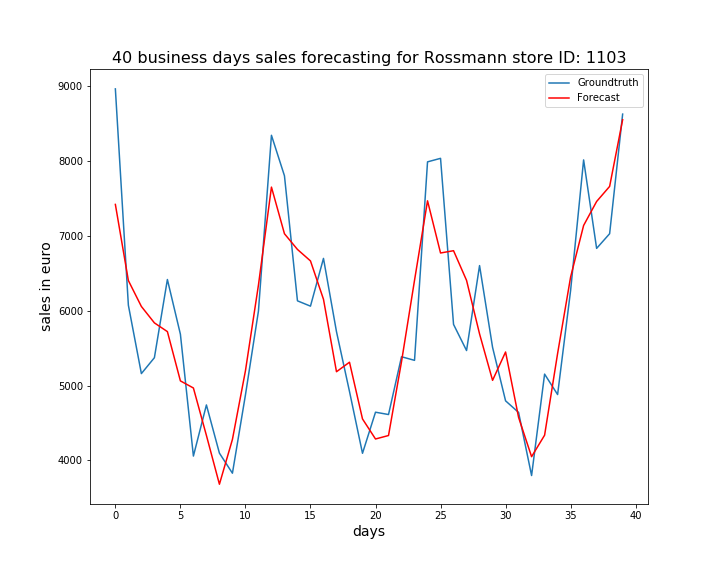 40 business days sales forecasting for Rossmann store ID: 1103
Groundtruth
Forecast
9000
8000
7000
6000
5000
4000
sales in euro
0 5 10 15 20 25 30 35 40
days